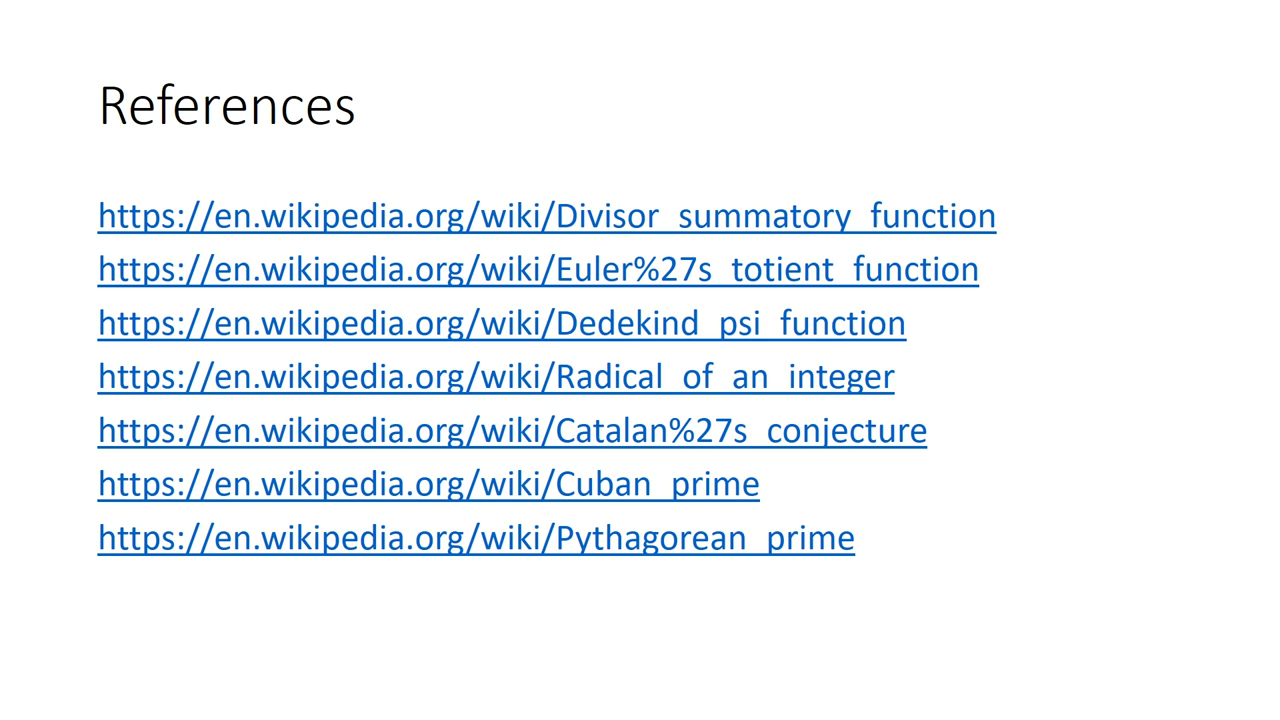 References
https://en.wikipedia.org/wiki/Divisor_summatory_function
https://en.wikipedia.org/wiki/Euler%27s_totient_function
https://en.wikipedia.org/wiki/Dedekind_psi_function
https://en.wikipedia.org/wiki/Radical_of_an_integer
https://en.wikipedia.org/wiki/Catalan%27s_conjecture
https://en.wikipedia.org/wiki/Cuban_prime
https://en.wikipedia.org/wiki/Pythagorean_prime